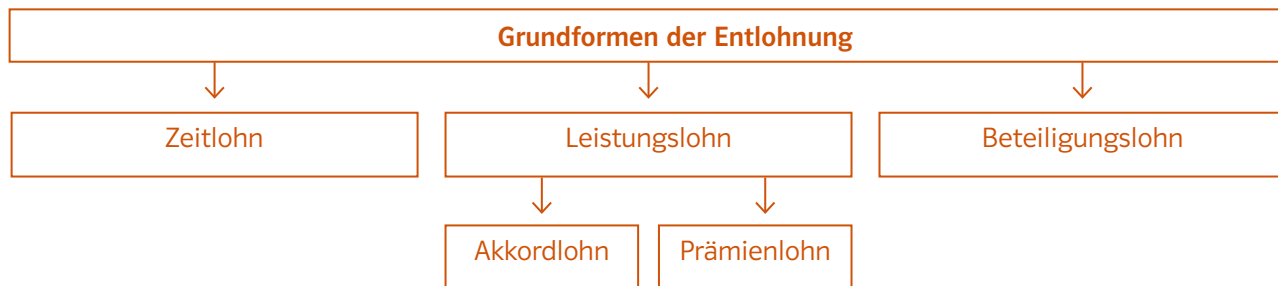 Grundformen der Entlohnung
Zeitlohn
Leistungslohn
Beteiligungslohn
Akkordlohn
Prämienlohn